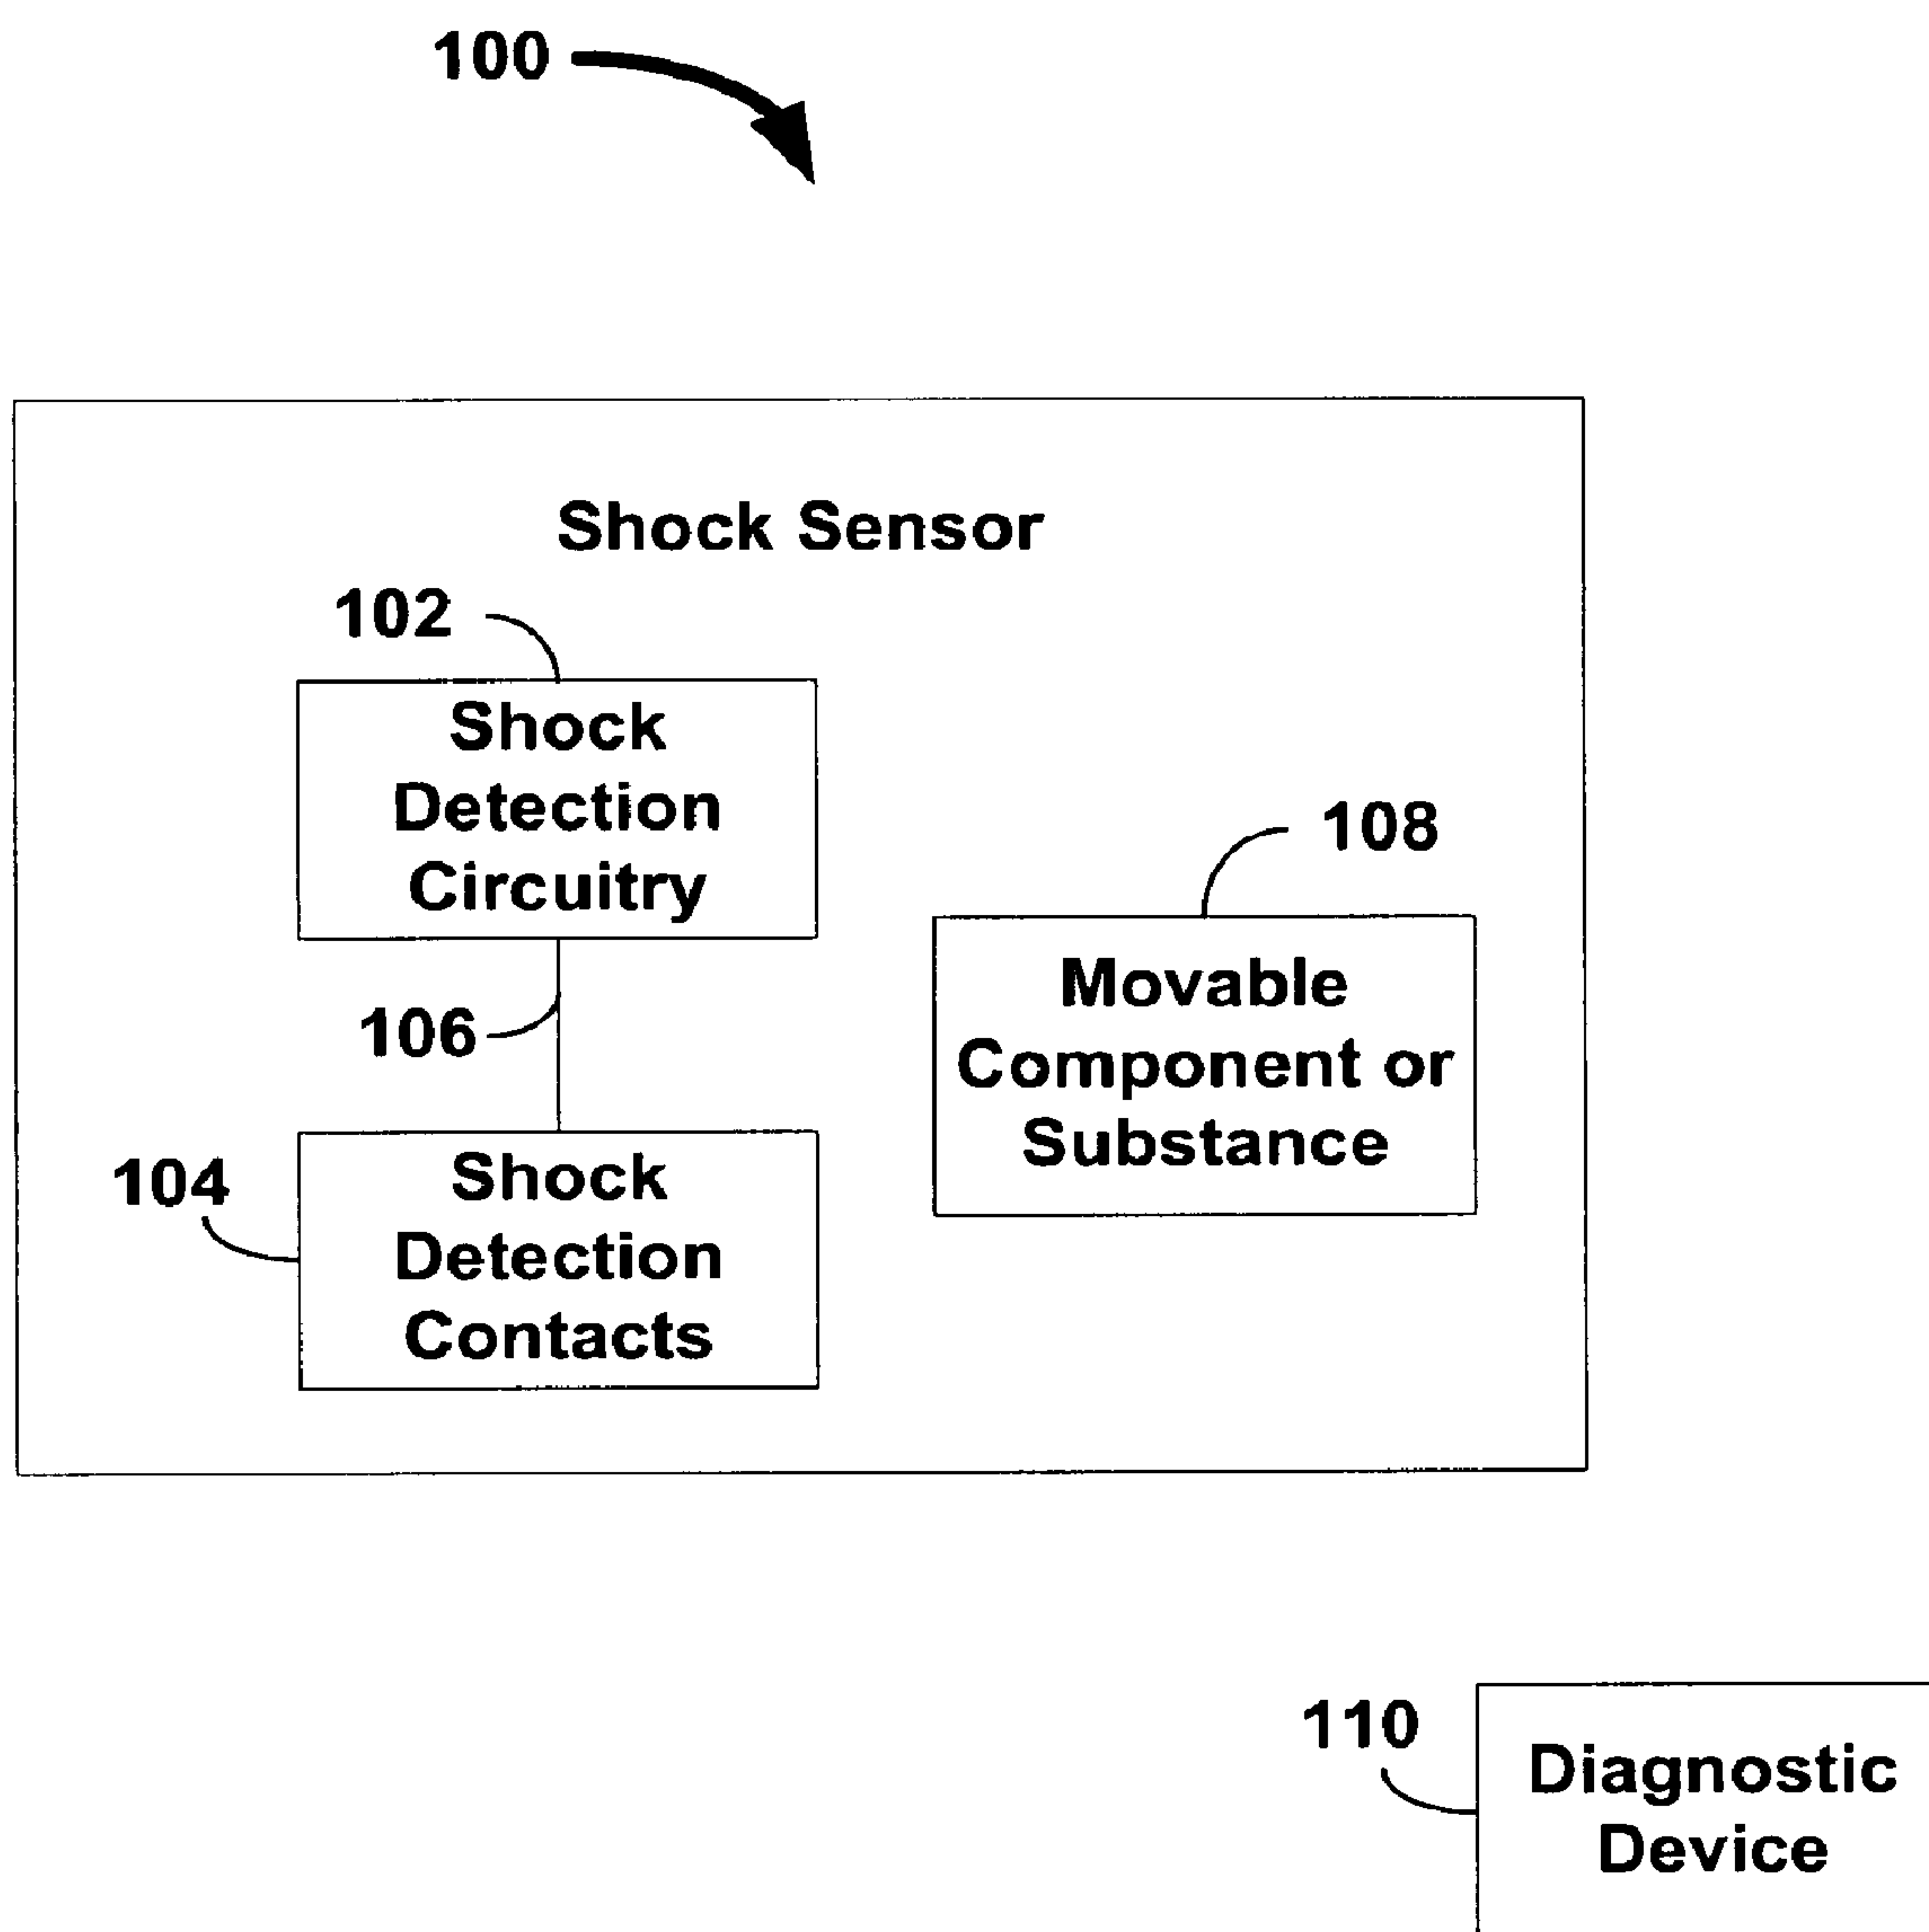 100
Shock Sensor
102
Shock
Detection
Circuitry
108
Movable
Component or
Substance
106
104
Shock
Detection
Contacts
110
Diagnostic
Device